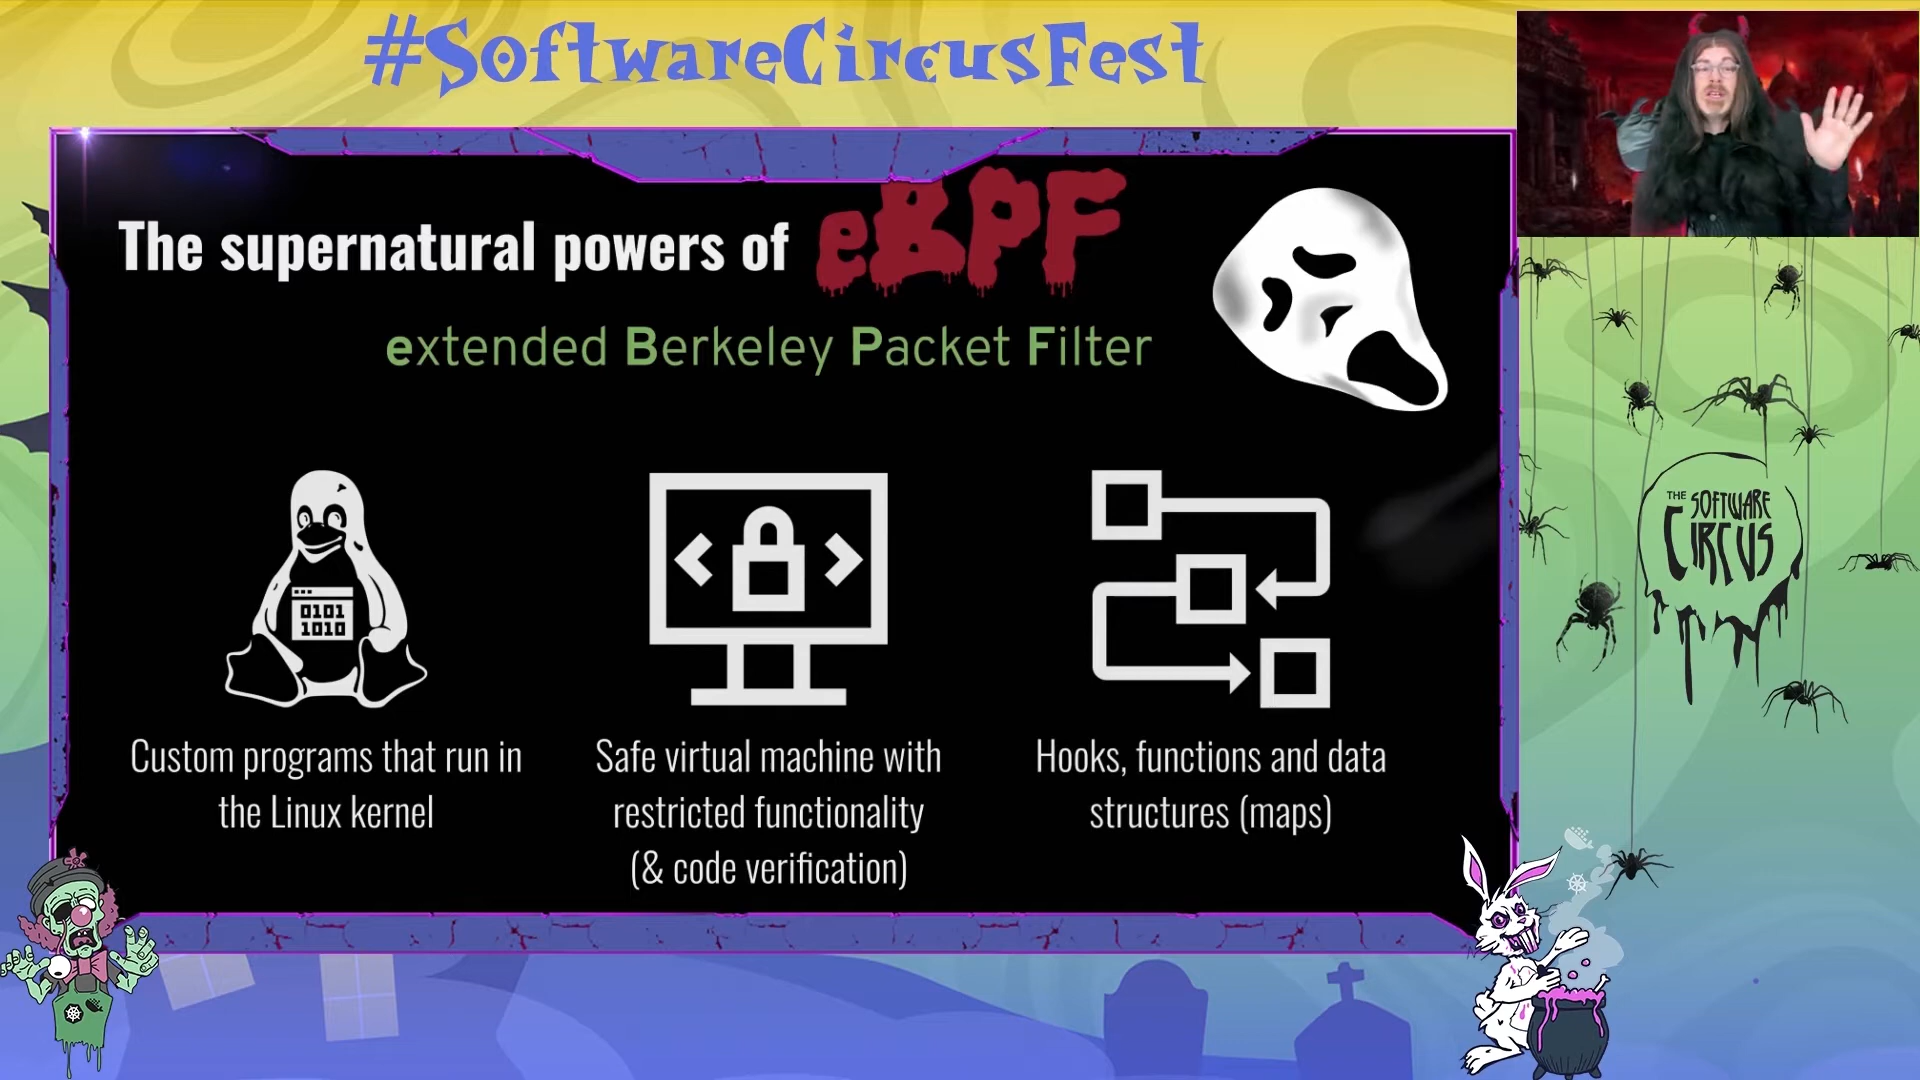 #SoftwareCircusFest
The supernatural powers of eBPF
extended Berkeley Packet Filter
0101
1010
Custom programs that run in
the Linux kernel
Safe virtual machine with
restricted functionality
(& code verification)
Hooks, functions and data
structures (maps)
THE SOFTWARE
CIRCUS